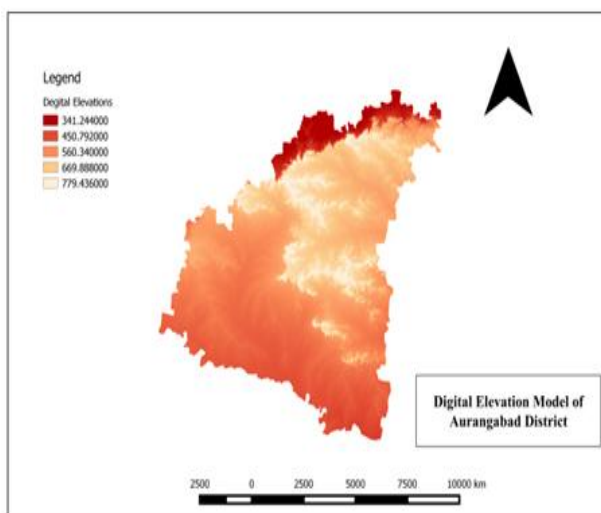 Legend
Degital Elevations
341.244000
450.792000
560.340000
669.888000
779.436000
Digital Elevation Model of
Aurangabad District
2500 0 2500 5000 7500 10000 km